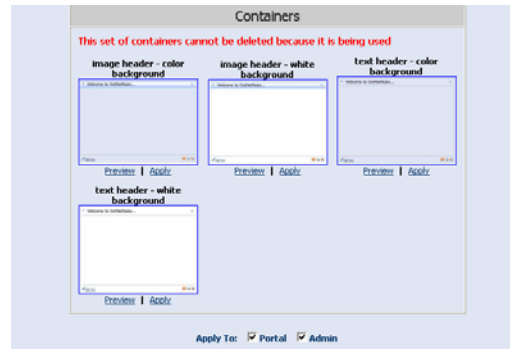 Containers
This set of containers cannot be deleted because it is being used
image header - color
background
image header - white
background
text header - color
background
Preview | Apply
Preview | Apply
Preview | Apply
text header - white
background
Preview | Apply
Apply To: Portal Admin